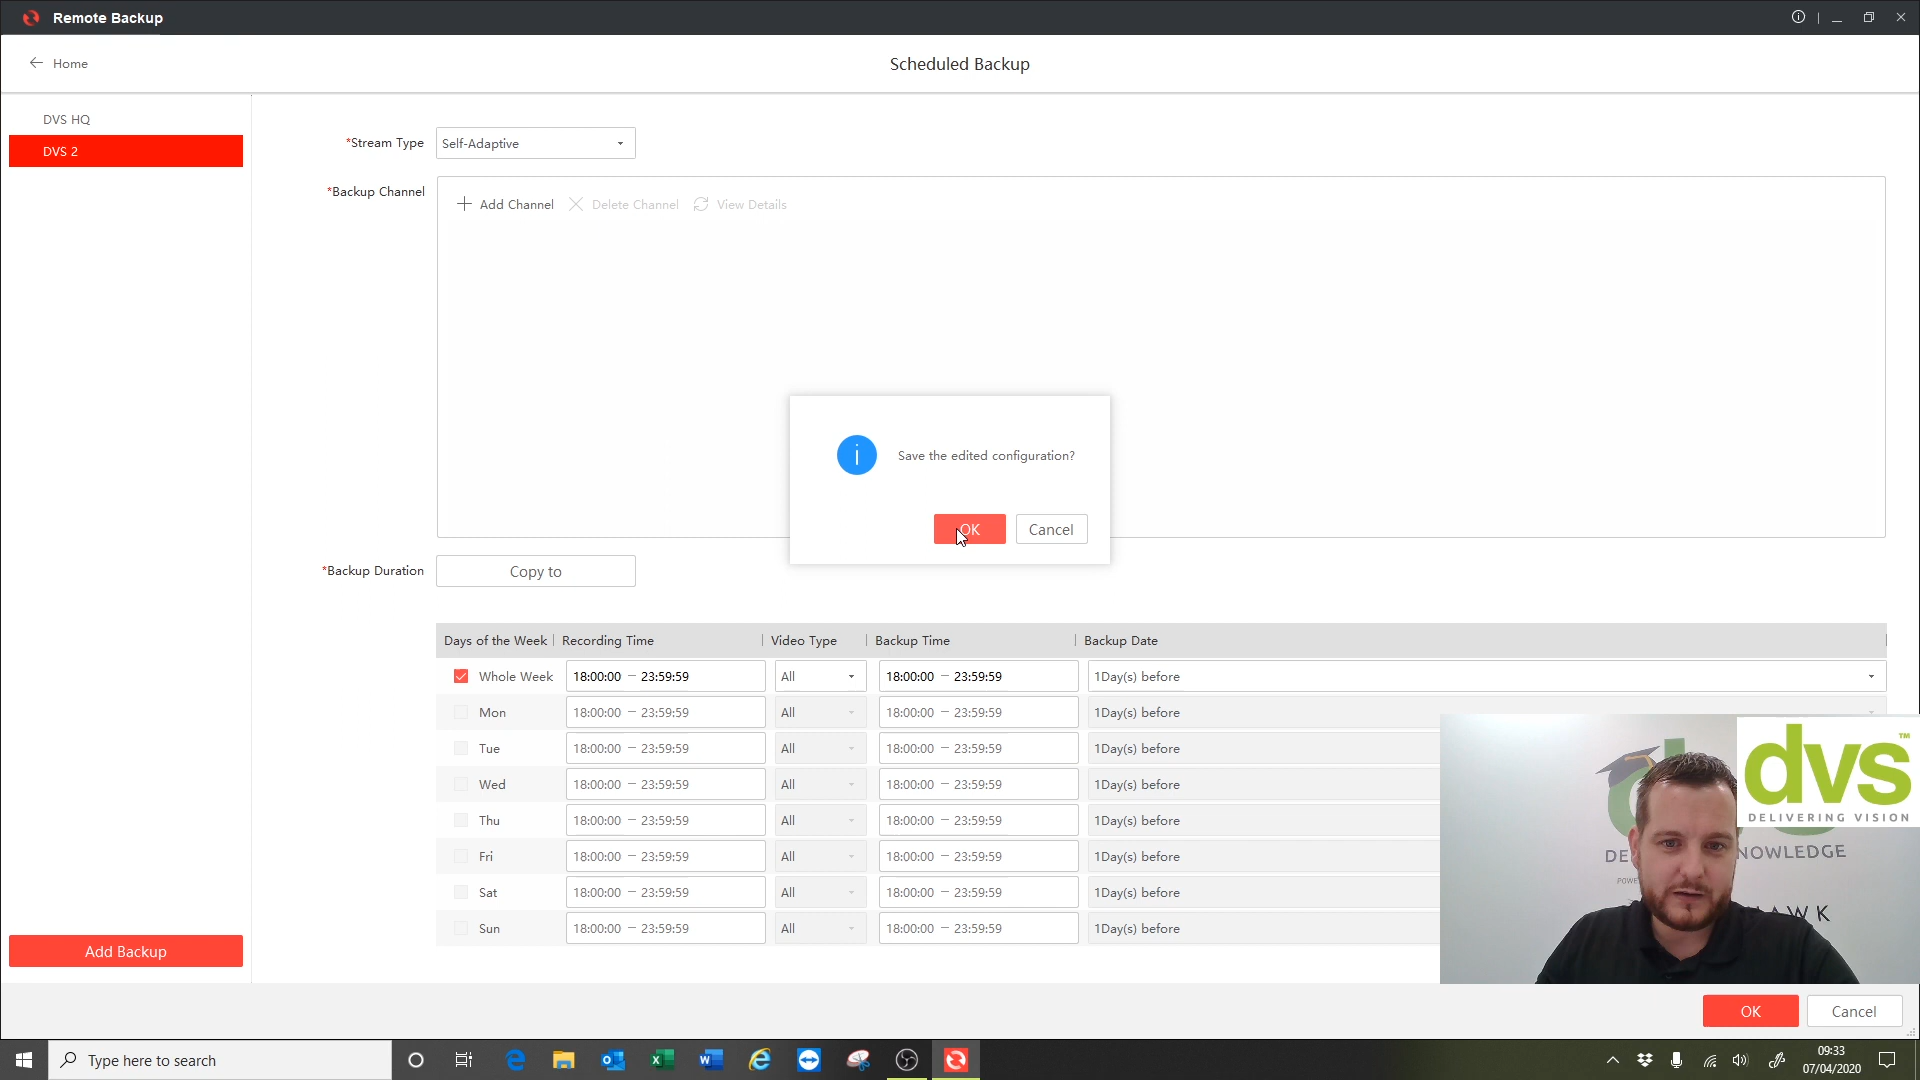 Remote Backup
Home
Scheduled Backup
DVS HQ
DVS 2
*Stream Type
Self-Adaptive
*Backup Channel
Add Channel
Delete Channel
View Details
Save the edited configuration?
OK
Cancel
*Backup Duration
Copy to
Days of the Week
Recording Time
Video Type
Backup Time
Backup Date
Whole Week 18:00:00 – 23:59:59 All 18:00:00 – 23:59:59 1Day(s) before
Mon 18:00:00 – 23:59:59 All 18:00:00 – 23:59:59 1Day(s) before
Tue 18:00:00 – 23:59:59 All 18:00:00 – 23:59:59 1Day(s) before
Wed 18:00:00 – 23:59:59 All 18:00:00 – 23:59:59 1Day(s) before
Thu 18:00:00 – 23:59:59 All 18:00:00 – 23:59:59 1Day(s) before
Fri 18:00:00 – 23:59:59 All 18:00:00 – 23:59:59 1Day(s) before
Sat 18:00:00 – 23:59:59 All 18:00:00 – 23:59:59 1Day(s) before
Sun 18:00:00 – 23:59:59 All 18:00:00 – 23:59:59 1Day(s) before
dvs™
DELIVERING VISION
Add Backup
OK
Cancel
Type here to search
09:33
07/04/2020